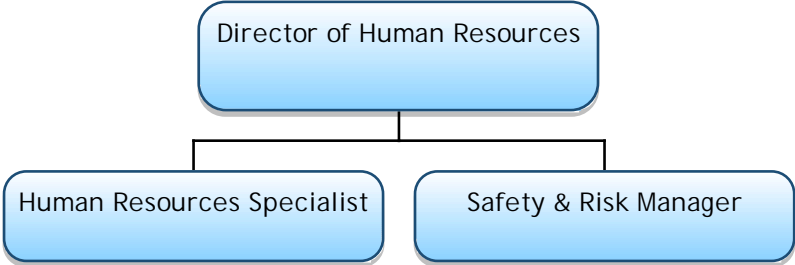 Director of Human Resources
Human Resources Specialist
Safety & Risk Manager